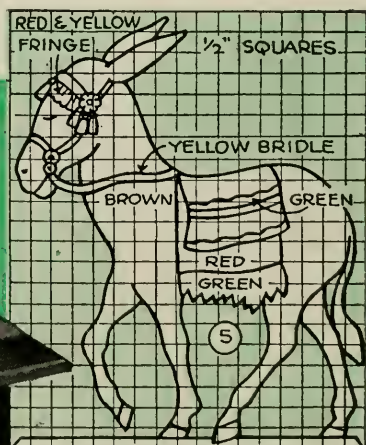 RED & YELLOW
FRINGE
1/2" SQUARES
YELLOW BRIDLE
BROWN
GREEN
RED
GREEN
5